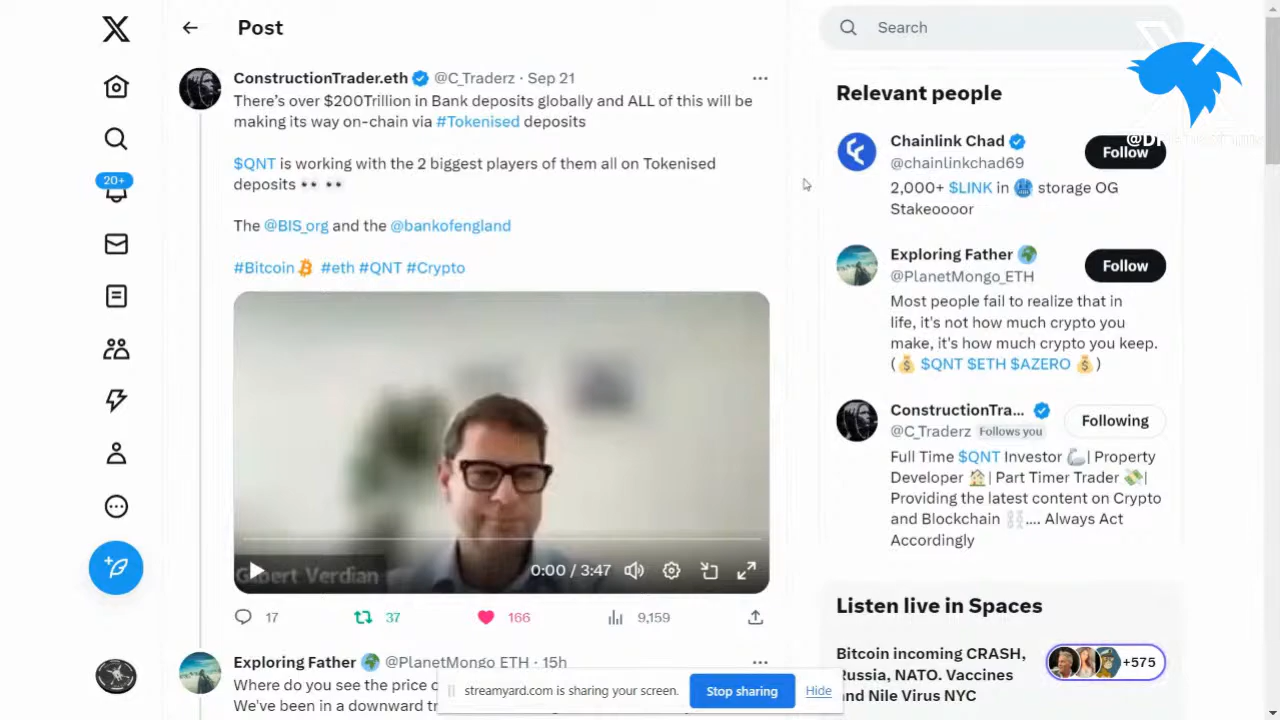 Post
Search
ConstructionTrader.eth @C_Traderz · Sep 21
There's over $200Trillion in Bank deposits globally and ALL of this will be
making its way on-chain via #Tokenised deposits
$QNT is working with the 2 biggest players of them all on Tokenised
deposits 👀 👀
The @BIS_org and the @bankofengland
#Bitcoin #eth #QNT #Crypto
0:00 / 3:47
Verdian
17
37
166
9,159
Exploring Father @PlanetMongo_ETH · 15h
Where do you see the price
We've been in a downward
20+
Relevant people
Chainlink Chad
@chainlinkchad69
Follow
2,000+ $LINK in 🥶 storage OG
Stakeoooor
Exploring Father
@PlanetMongo_ETH
Follow
Most people fail to realize that in
life, it's not how much crypto you
make, it's how much crypto you keep.
(💰 $QNT $ETH $AZERO 💰)
ConstructionTra...
@C_Traderz Follows you
Following
Full Time $QNT Investor 🦾| Property
Developer 🏠| Part Timer Trader 💸|
Providing the latest content on Crypto
and Blockchain ⛓.... Always Act
Accordingly
Listen live in Spaces
Bitcoin incoming CRASH,
Russia, NATO. Vaccines
and Nile Virus NYC
+575
streamyard.com is sharing your screen.
Stop sharing
Hide